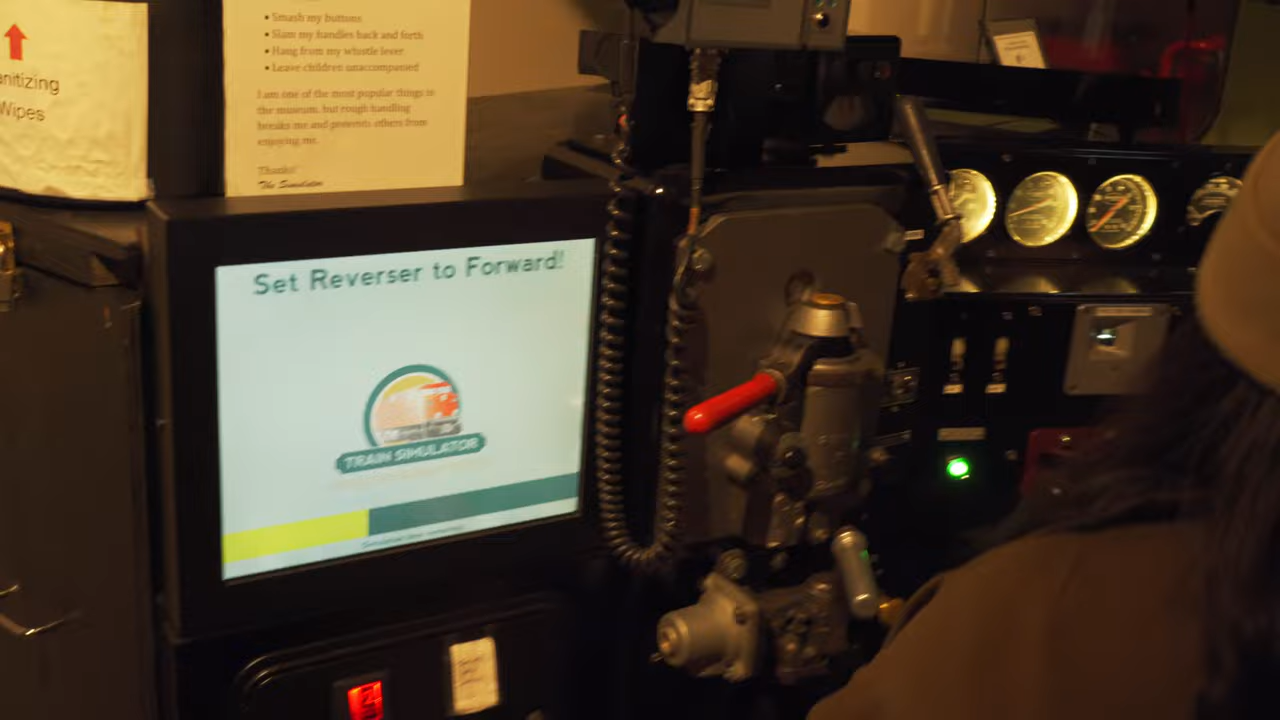 anitizing
Wipes
• Smash my buttons
• Slam my handles back and forth
• Hang from my whistle lever
• Leave children unaccompanied
I am one of the most popular things in
the museum, but rough handling
breaks me and prevents others from
enjoying me.
Thanks!
The Simulator
Set Reverser to Forward!
TRAIN SIMULATOR